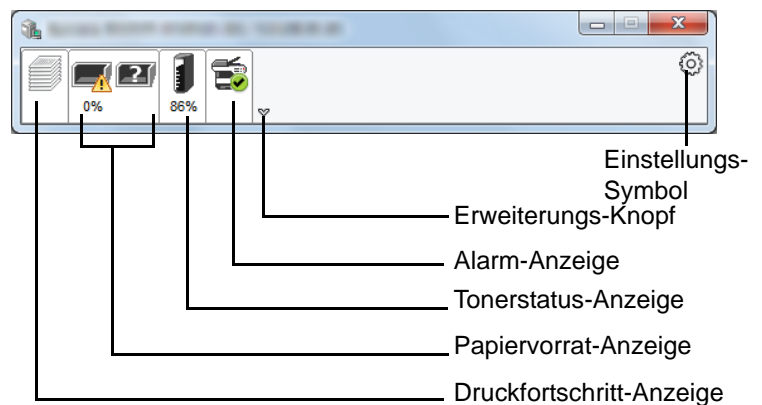 0%
86%
Einstellungs-
Symbol
Erweiterungs-Knopf
Alarm-Anzeige
Tonerstatus-Anzeige
Papiervorrat-Anzeige
Druckfortschritt-Anzeige